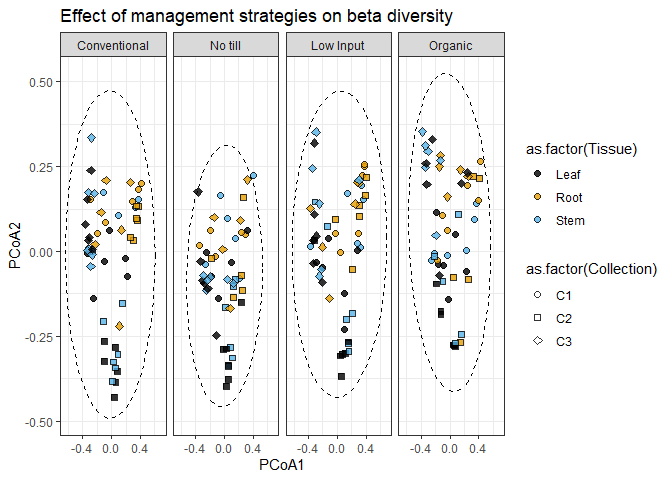 Effect of management strategies on beta diversity
Conventional
No till
Low Input
Organic
0.50
0.25
0.00
-0.25
-0.50
PCoA2
-0.4 0.0 0.4
-0.4 0.0 0.4
-0.4 0.0 0.4
-0.4 0.0 0.4
PCoA1
as.factor(Tissue)
Leaf
Root
Stem
as.factor(Collection)
C1
C2
C3